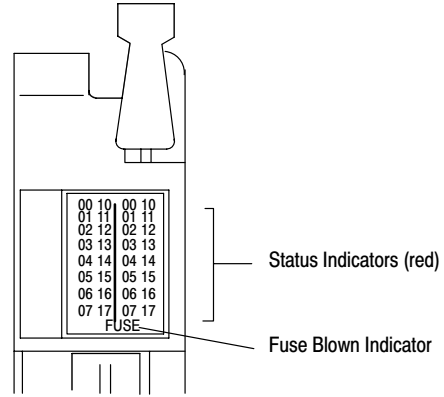 00 10 00 10
01 11 01 11
02 12 02 12
03 13 03 13
04 14 04 14
05 15 05 15
06 16 06 16
07 17 07 17
FUSE
Status Indicators (red)
Fuse Blown Indicator